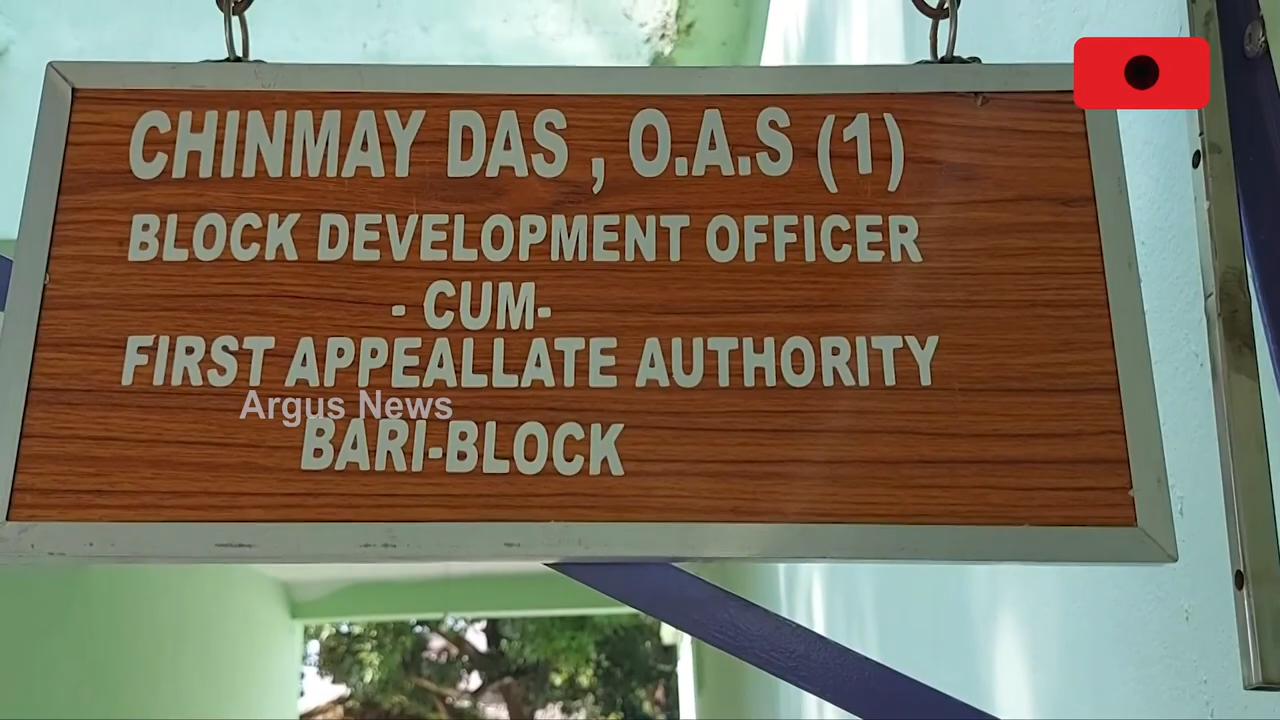 CHINMAY DAS , O.A.S (1)
BLOCK DEVELOPMENT OFFICER
- CUM-
FIRST APPEALLATE AUTHORITY
Argus News
BARI-BLOCK